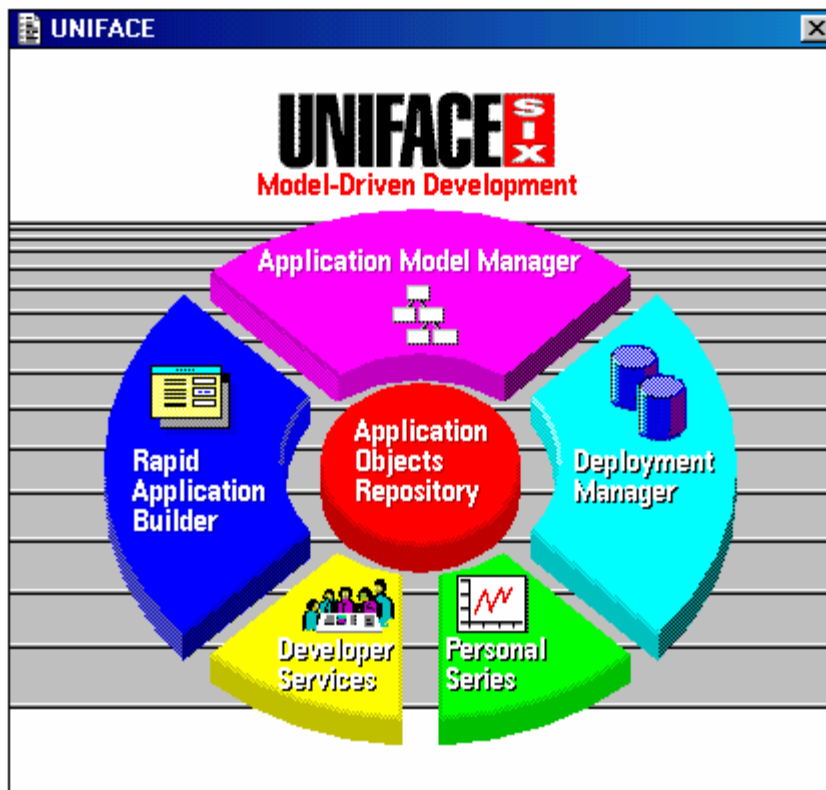 UNIFACE
UNIFACE SIX
Model-Driven Development
Application Model Manager
Rapid
Application
Builder
Application
Objects
Repository
Deployment
Manager
Developer
Services
Personal
Series